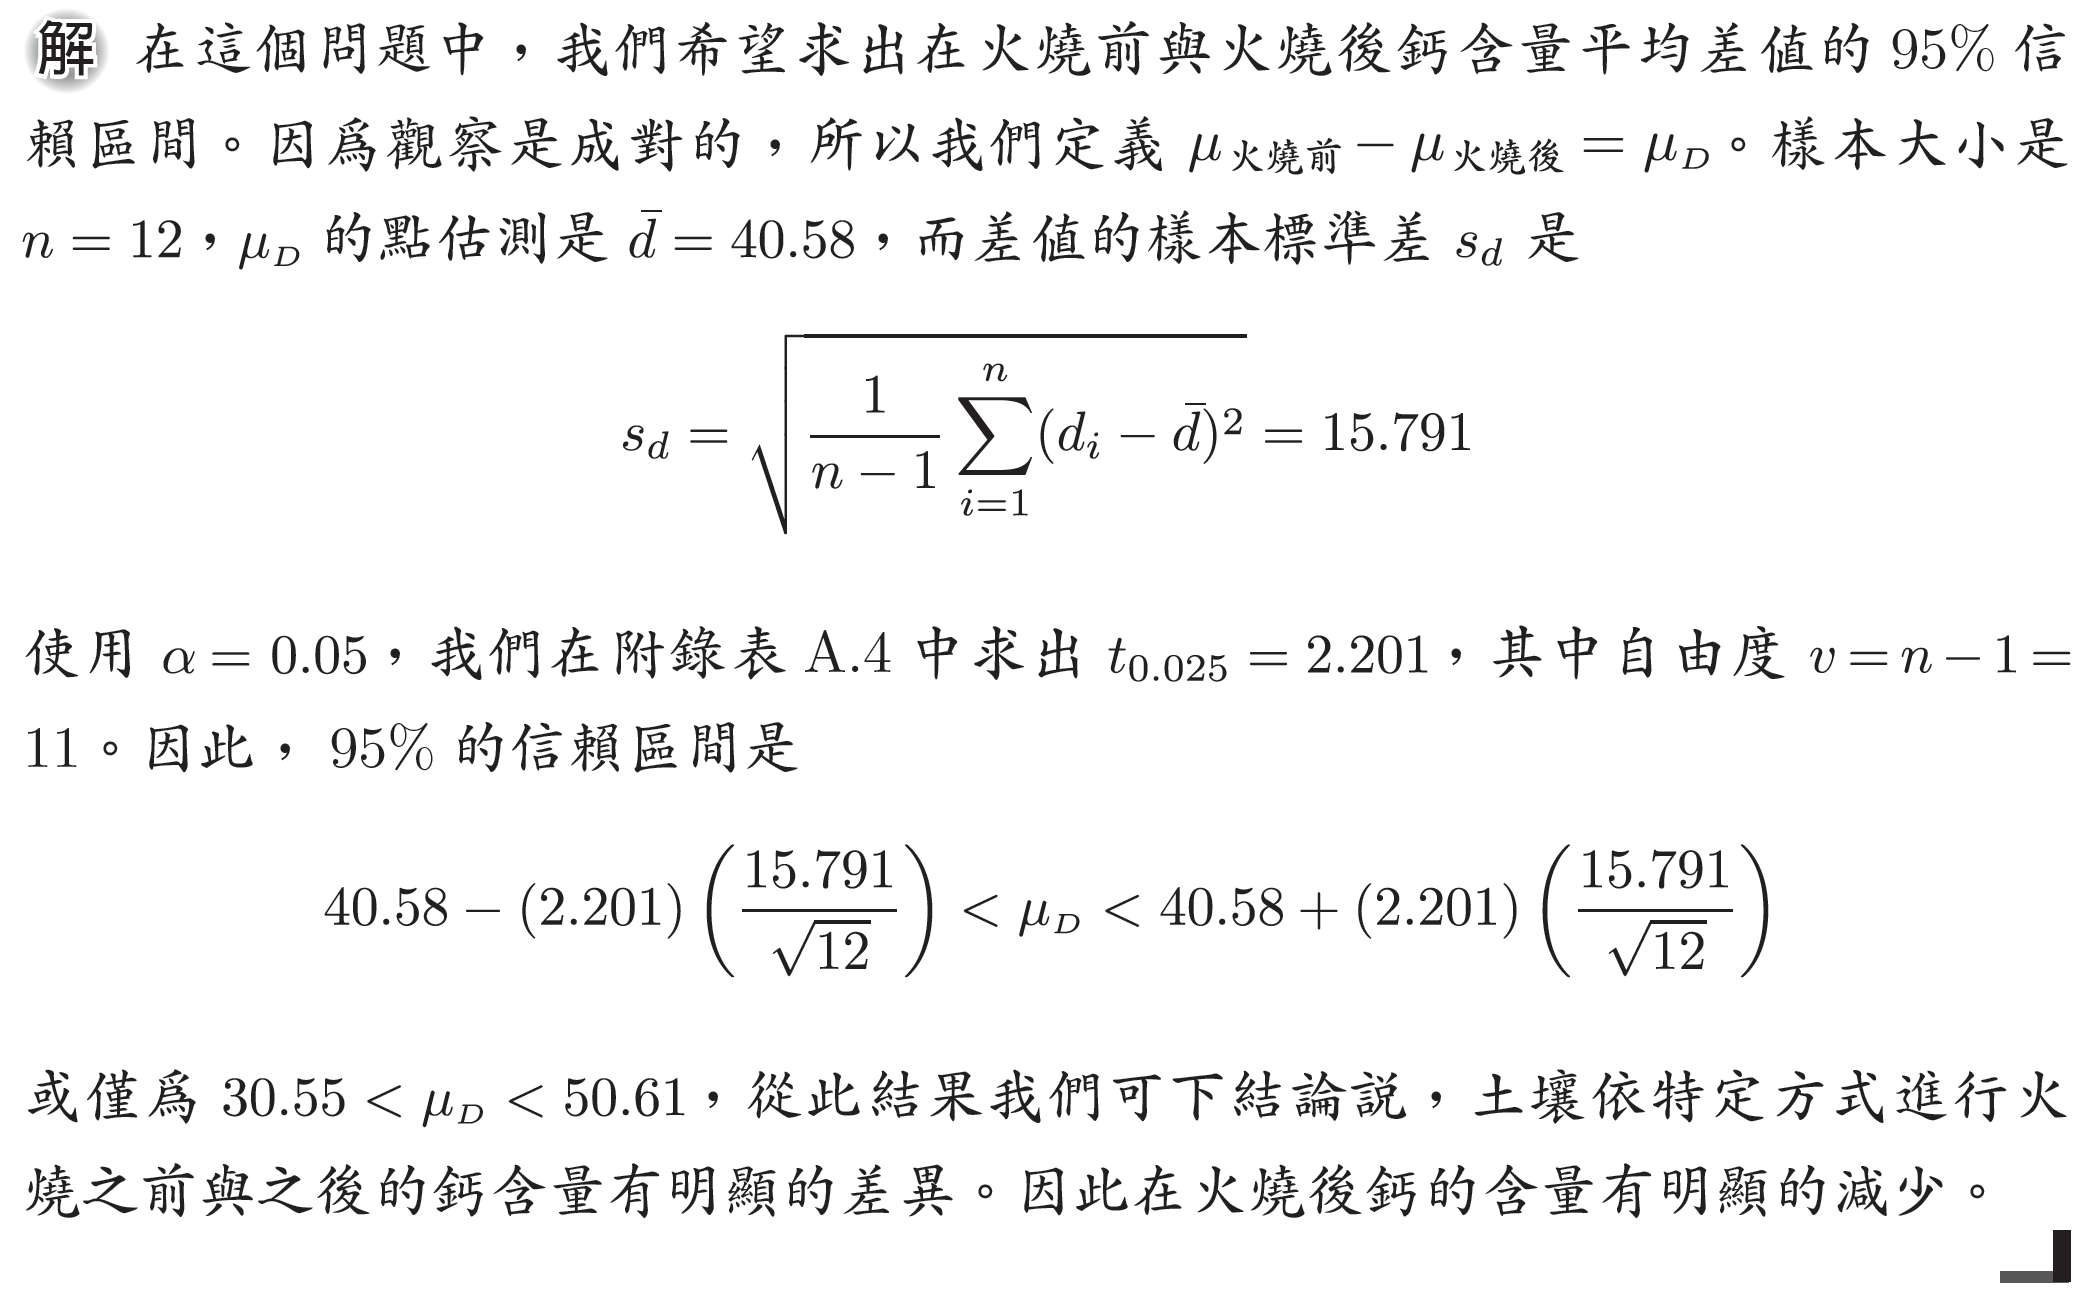 解 在這個問題中，我們希望求出在火燒前與火燒後鈣含量平均差值的 95% 信
賴區間。因爲觀察是成對的，所以我們定義 μ火燒前 − μ火燒後 = μD。樣本大小是
n = 12，μD 的點估測是 d̄ = 40.58，而差值的樣本標準差 sd 是
sd = √(1/(n − 1) ∑_{i=1}^{n} (di − d̄)²) = 15.791
使用 α = 0.05，我們在附錄表 A.4 中求出 t0.025 = 2.201，其中自由度 v = n − 1 =
11。因此， 95% 的信賴區間是
40.58 − (2.201) (15.791/√12) < μD < 40.58 + (2.201) (15.791/√12)
或僅爲 30.55 < μD < 50.61，從此結果我們可下結論説，土壤依特定方式進行火
燒之前與之後的鈣含量有明顯的差異。因此在火燒後鈣的含量有明顯的減少。